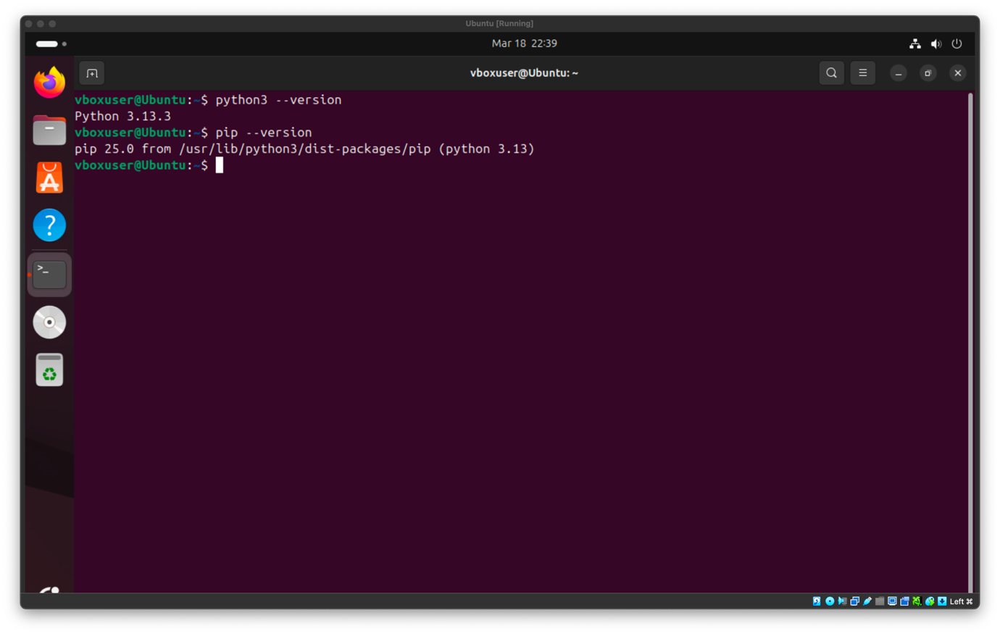 Ubuntu [Running]
Mar 18 22:39
vboxuser@Ubuntu: ~
vboxuser@Ubuntu:~$ python3 --version
Python 3.13.3
vboxuser@Ubuntu:~$ pip --version
pip 25.0 from /usr/lib/python3/dist-packages/pip (python 3.13)
vboxuser@Ubuntu:~$
Left ⌘